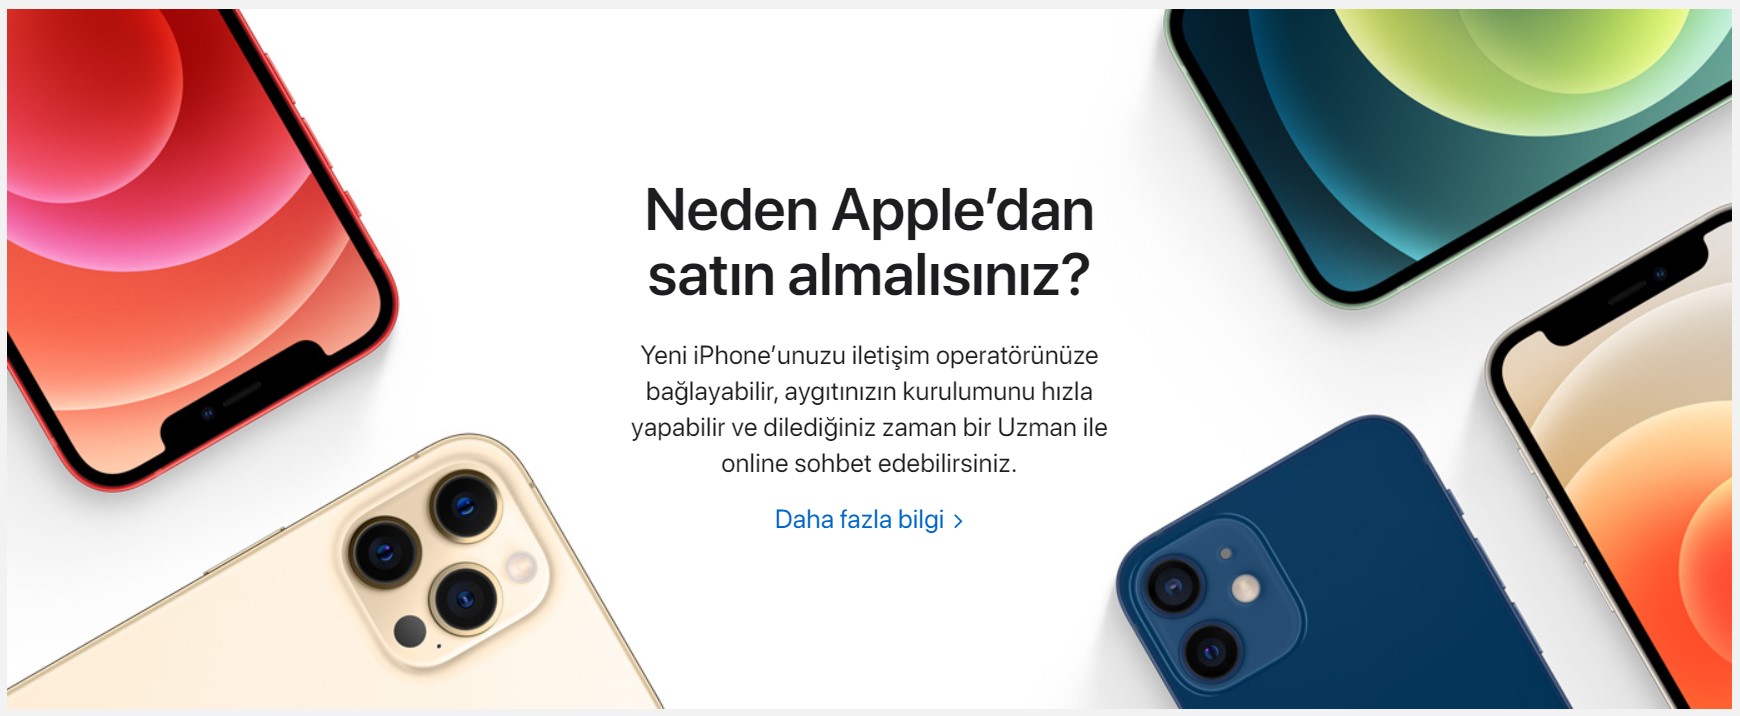 Neden Apple’dan
satın almalısınız?
Yeni iPhone’unuzu iletişim operatörünüze
bağlayabilir, aygıtınızın kurulumunu hızla
yapabilir ve dilediğiniz zaman bir Uzman ile
online sohbet edebilirsiniz.
Daha fazla bilgi >